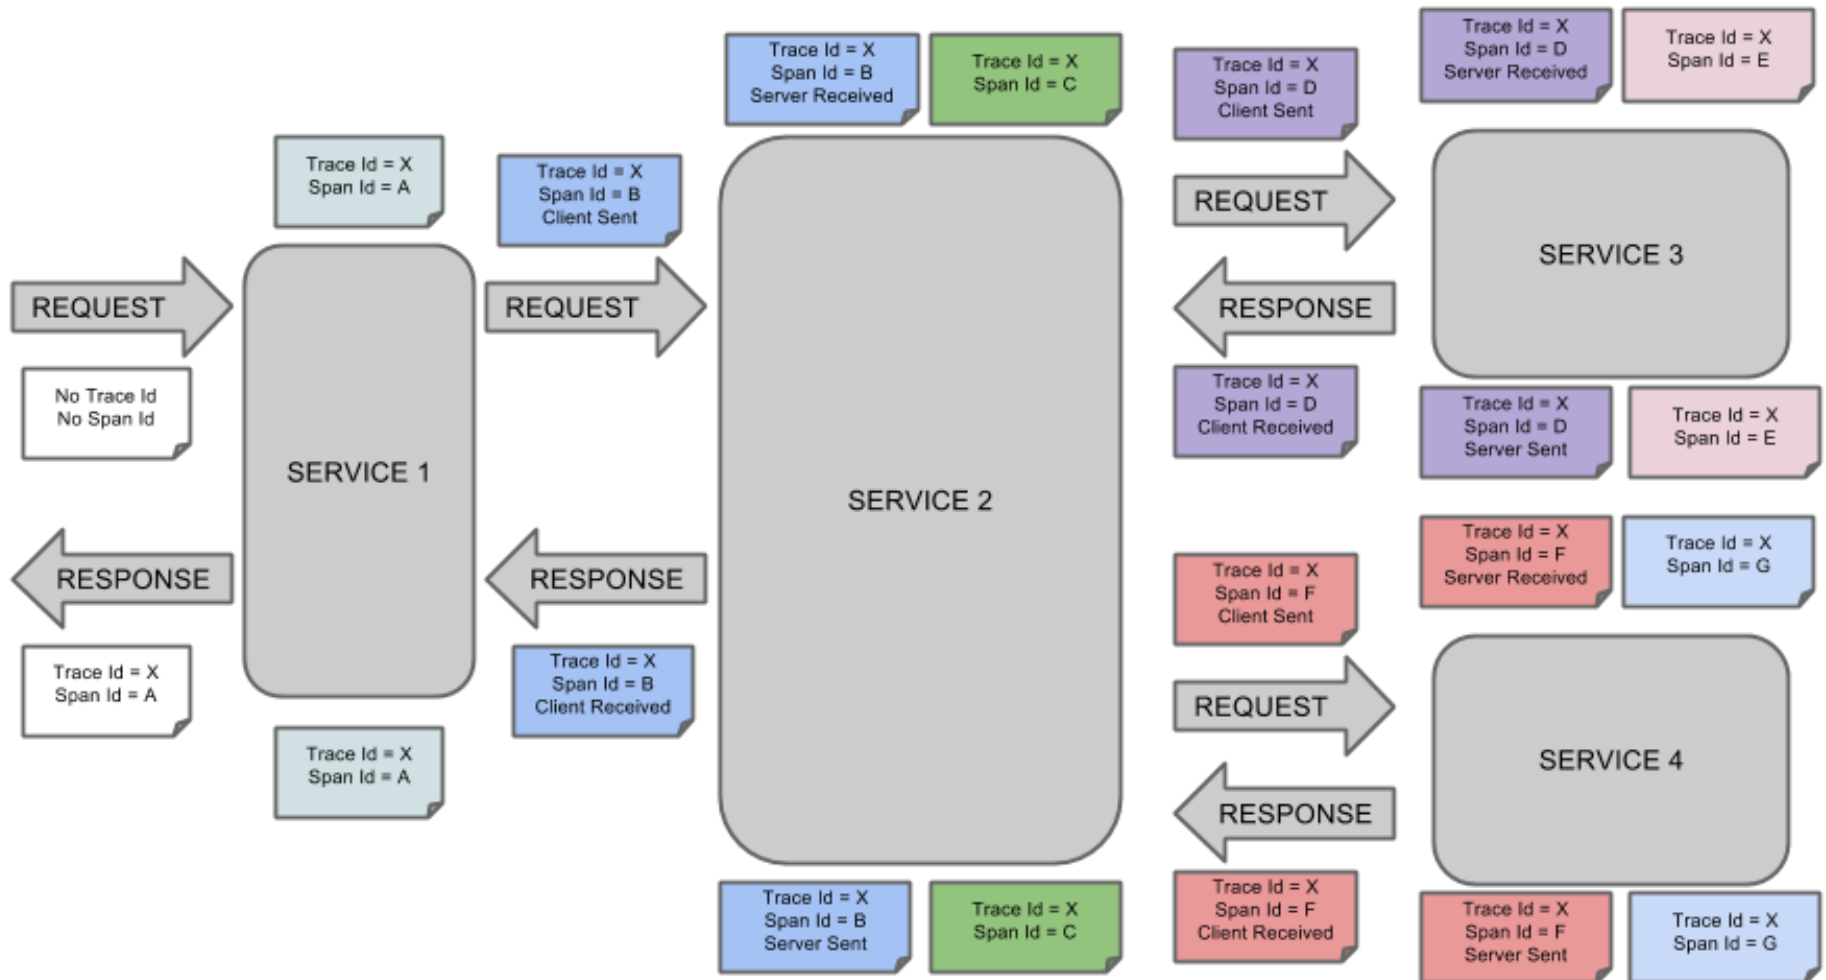 Trace Id = X
Span Id = B
Server Received
Trace Id = X
Span Id = C
Trace Id = X
Span Id = D
Client Sent
Trace Id = X
Span Id = D
Server Received
Trace Id = X
Span Id = E
Trace Id = X
Span Id = A
Trace Id = X
Span Id = B
Client Sent
REQUEST
REQUEST
REQUEST
SERVICE 3
RESPONSE
No Trace Id
No Span Id
Trace Id = X
Span Id = D
Client Received
Trace Id = X
Span Id = D
Server Sent
Trace Id = X
Span Id = E
SERVICE 1
SERVICE 2
Trace Id = X
Span Id = F
Client Sent
Trace Id = X
Span Id = F
Server Received
Trace Id = X
Span Id = G
RESPONSE
RESPONSE
Trace Id = X
Span Id = A
Trace Id = X
Span Id = B
Client Received
REQUEST
SERVICE 4
Trace Id = X
Span Id = A
RESPONSE
Trace Id = X
Span Id = B
Server Sent
Trace Id = X
Span Id = C
Trace Id = X
Span Id = F
Client Received
Trace Id = X
Span Id = F
Server Sent
Trace Id = X
Span Id = G